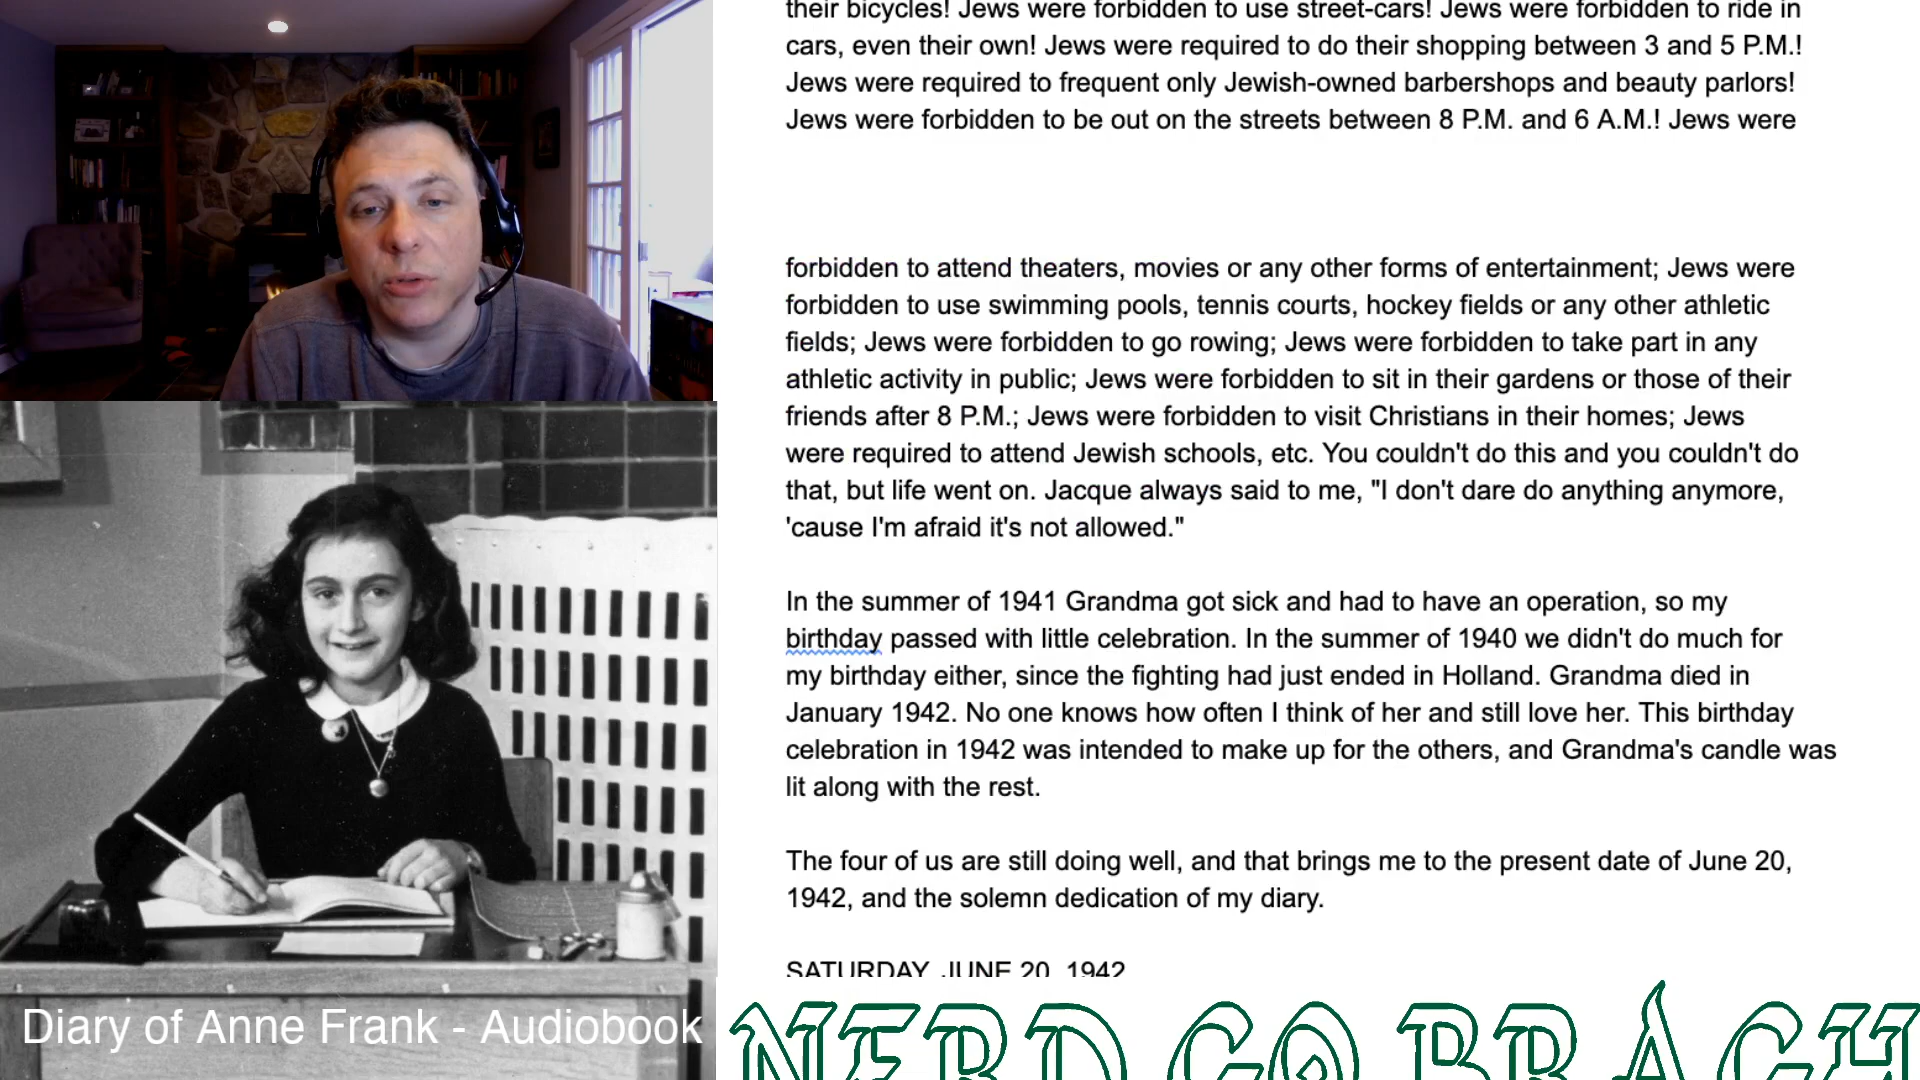 their bicycles! Jews were forbidden to use street-cars! Jews were forbidden to ride in
cars, even their own! Jews were required to do their shopping between 3 and 5 P.M.!
Jews were required to frequent only Jewish-owned barbershops and beauty parlors!
Jews were forbidden to be out on the streets between 8 P.M. and 6 A.M.! Jews were
forbidden to attend theaters, movies or any other forms of entertainment; Jews were
forbidden to use swimming pools, tennis courts, hockey fields or any other athletic
fields; Jews were forbidden to go rowing; Jews were forbidden to take part in any
athletic activity in public; Jews were forbidden to sit in their gardens or those of their
friends after 8 P.M.; Jews were forbidden to visit Christians in their homes; Jews
were required to attend Jewish schools, etc. You couldn't do this and you couldn't do
that, but life went on. Jacque always said to me, "I don't dare do anything anymore,
'cause I'm afraid it's not allowed."
In the summer of 1941 Grandma got sick and had to have an operation, so my
birthday passed with little celebration. In the summer of 1940 we didn't do much for
my birthday either, since the fighting had just ended in Holland. Grandma died in
January 1942. No one knows how often I think of her and still love her. This birthday
celebration in 1942 was intended to make up for the others, and Grandma's candle was
lit along with the rest.
The four of us are still doing well, and that brings me to the present date of June 20,
1942, and the solemn dedication of my diary.
SATURDAY, JUNE 20, 1942
Diary of Anne Frank - Audiobook
NERD GO BRAGH